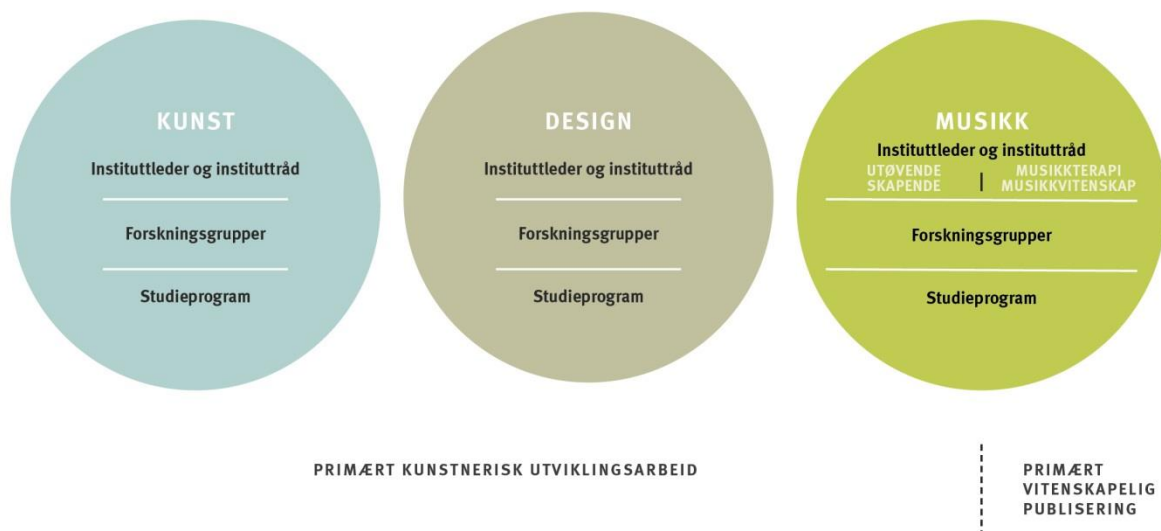 KUNST
Instituttleder og instituttråd
Forskningsgrupper
Studieprogram
DESIGN
Instituttleder og instituttråd
Forskningsgrupper
Studieprogram
MUSIKK
Instituttleder og instituttråd
UTØVENDE
SKAPENDE
MUSIKKTERAPI
MUSIKKVITENSKAP
Forskningsgrupper
Studieprogram
PRIMÆRT KUNSTNERISK UTVIKLINGSARBEID
PRIMÆRT
VITENSKAPELIG
PUBLISERING